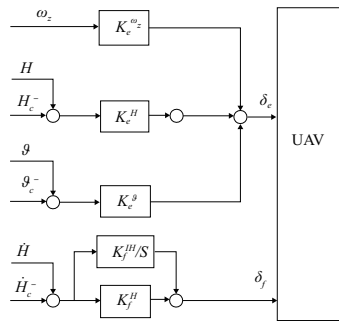 ω_z
K_e^{ω_z}
H
H_c^-
K_e^H
δ_e
UAV
ϑ
ϑ_c^-
K_e^ϑ
Ḣ
K_f^{IH}/S
Ḣ_c^-
K_f^H
δ_f